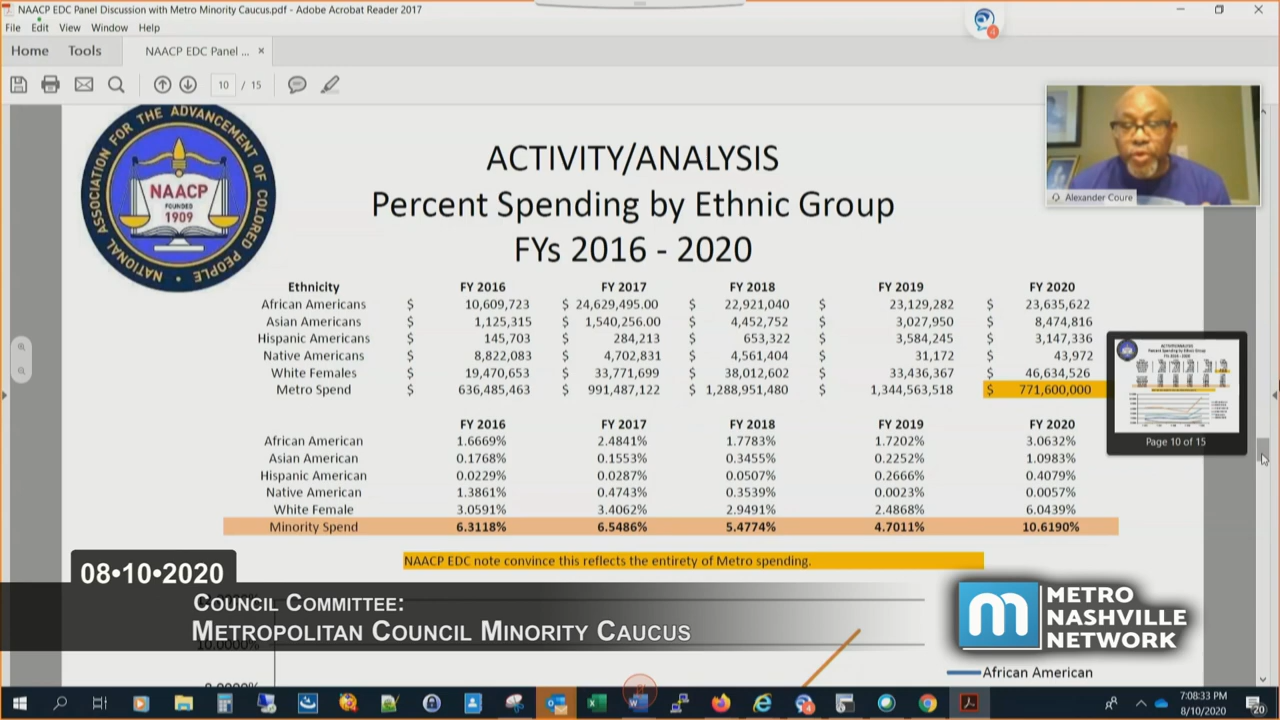 NAACP EDC Panel Discussion with Metro Minority Caucus.pdf - Adobe Acrobat Reader 2017
File Edit View Window Help
Home Tools NAACP EDC Panel ... ×
10 / 15
4
NATIONAL ASSOCIATION FOR THE ADVANCEMENT OF COLORED PEOPLE
NAACP
FOUNDED
1909
ACTIVITY/ANALYSIS
Percent Spending by Ethnic Group
FYs 2016 - 2020
Alexander Coure
Ethnicity FY 2016 FY 2017 FY 2018 FY 2019 FY 2020
African Americans $ 10,609,723 $ 24,629,495.00 $ 22,921,040 $ 23,129,282 $ 23,635,622
Asian Americans $ 1,125,315 $ 1,540,256.00 $ 4,452,752 $ 3,027,950 $ 8,474,816
Hispanic Americans $ 145,703 $ 284,213 $ 653,322 $ 3,584,245 $ 3,147,336
Native Americans $ 8,822,083 $ 4,702,831 $ 4,561,404 $ 31,172 $ 43,972
White Females $ 19,470,553 $ 33,771,699 $ 38,012,602 $ 33,436,367 $ 46,634,526
Metro Spend $ 636,485,463 $ 991,487,122 $ 1,288,951,480 $ 1,344,563,518 $ 771,600,000
FY 2016 FY 2017 FY 2018 FY 2019 FY 2020
African American 1.6669% 2.4841% 1.7783% 1.7202% 3.0632%
Asian American 0.1768% 0.1553% 0.3455% 0.2252% 1.0983%
Hispanic American 0.0229% 0.0287% 0.0507% 0.2666% 0.4079%
Native American 1.3861% 0.4743% 0.3539% 0.0023% 0.0057%
White Female 3.0591% 3.4062% 2.9491% 2.4868% 6.0439%
Minority Spend 6.3118% 6.5486% 5.4774% 4.7011% 10.6190%
NAACP EDC note convince this reflects the entirety of Metro spending.
Page 10 of 15
08•10•2020
COUNCIL COMMITTEE:
METROPOLITAN COUNCIL MINORITY CAUCUS
METRO
NASHVILLE
NETWORK
10.0000%
African American
7:08:33 PM
8/10/2020
20